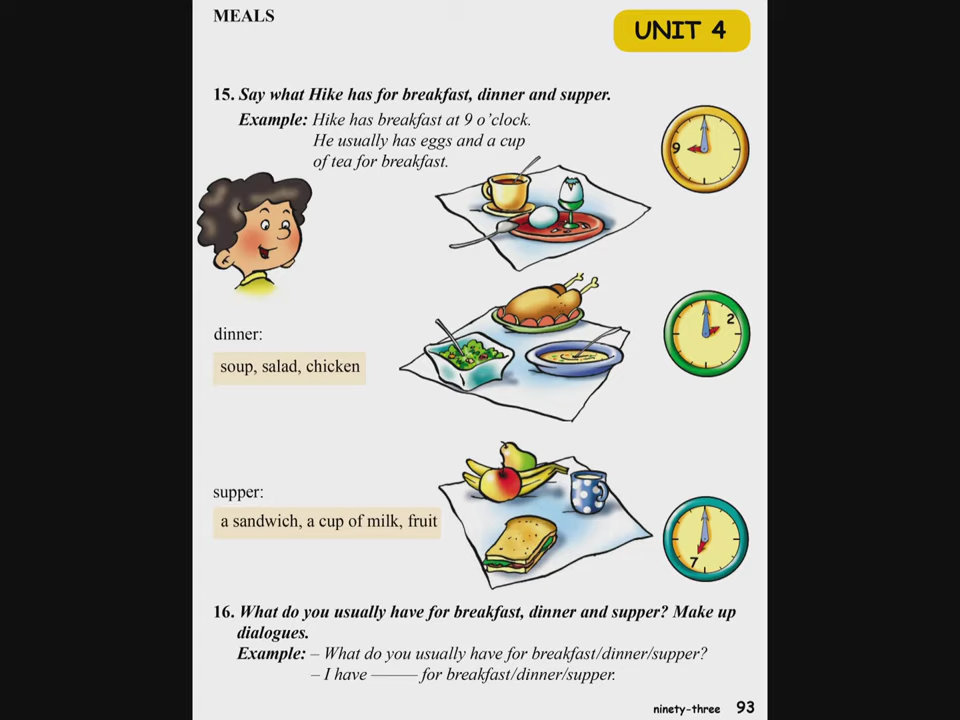 MEALS
UNIT 4
15. Say what Hike has for breakfast, dinner and supper.
Example: Hike has breakfast at 9 o’clock.
He usually has eggs and a cup
of tea for breakfast.
9
dinner:
soup, salad, chicken
2
supper:
a sandwich, a cup of milk, fruit
7
16. What do you usually have for breakfast, dinner and supper? Make up
dialogues.
Example: – What do you usually have for breakfast/dinner/supper?
– I have ——— for breakfast/dinner/supper.
ninety-three 93